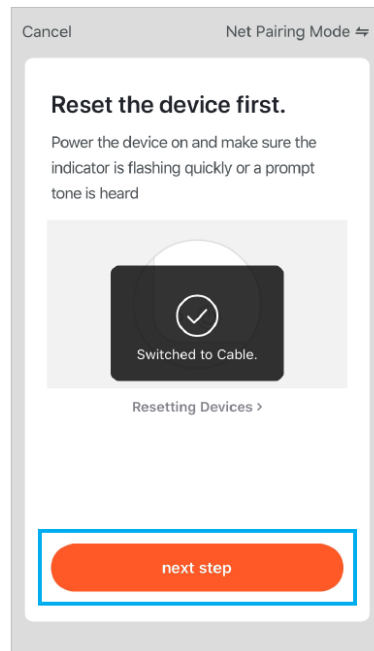 Cancel
Net Pairing Mode ⇋
Reset the device first.
Power the device on and make sure the
indicator is flashing quickly or a prompt
tone is heard
Switched to Cable.
Resetting Devices >
next step